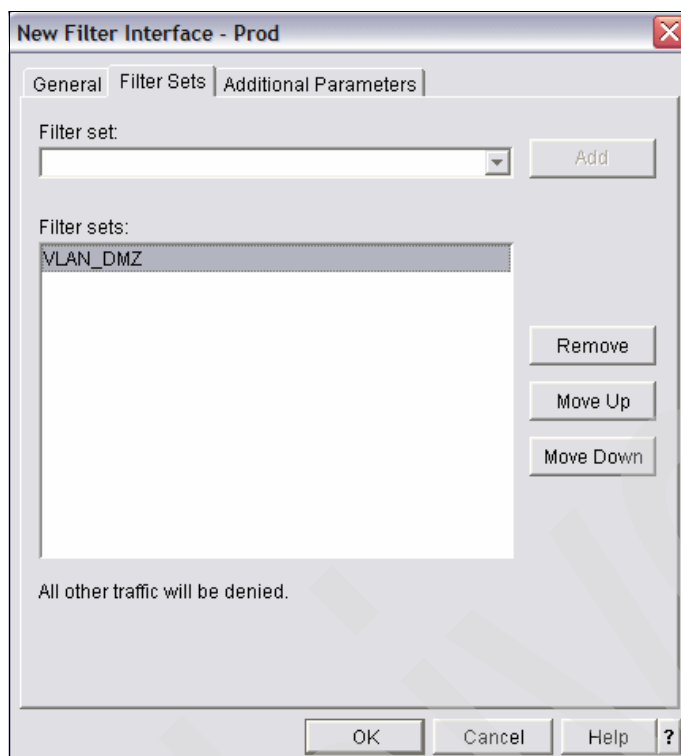 New Filter Interface - Prod
General
Filter Sets
Additional Parameters
Filter set:
Add
Filter sets:
VLAN_DMZ
Remove
Move Up
Move Down
All other traffic will be denied.
OK
Cancel
Help
?